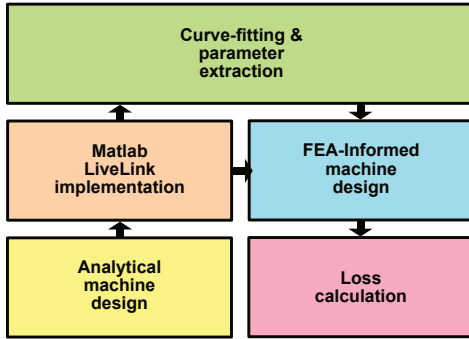 Curve-fitting &
parameter
extraction
Matlab
LiveLink
implementation
FEA-Informed
machine
design
Analytical
machine
design
Loss
calculation